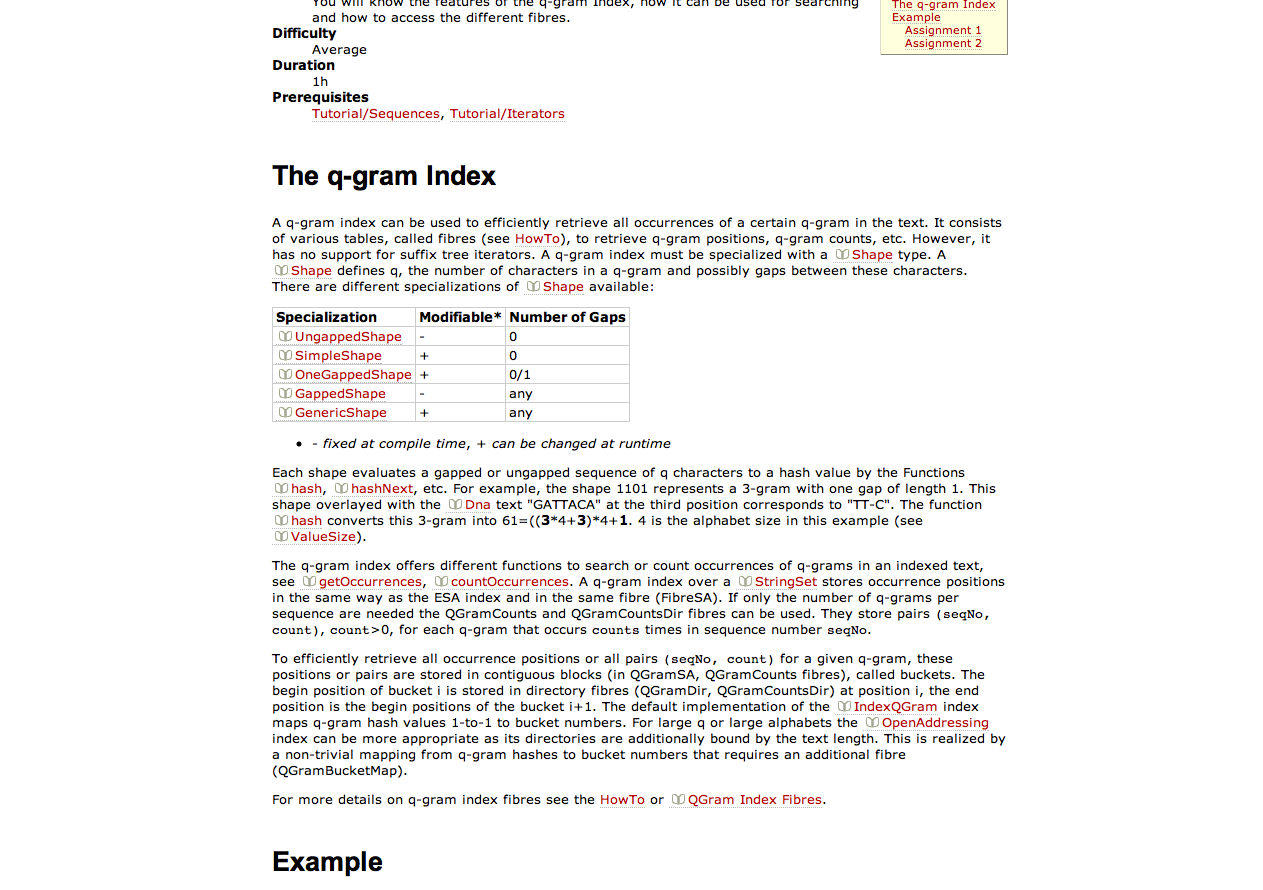 You will know the features of the q-gram Index, how it can be used for searching
and how to access the different fibres.
Difficulty
Average
Duration
1h
Prerequisites
Tutorial/Sequences, Tutorial/Iterators
The q-gram Index
Example
Assignment 1
Assignment 2
The q-gram Index
A q-gram index can be used to efficiently retrieve all occurrences of a certain q-gram in the text. It consists
of various tables, called fibres (see HowTo), to retrieve q-gram positions, q-gram counts, etc. However, it
has no support for suffix tree iterators. A q-gram index must be specialized with a Shape type. A
Shape defines q, the number of characters in a q-gram and possibly gaps between these characters.
There are different specializations of Shape available:
Specialization Modifiable* Number of Gaps
UngappedShape - 0
SimpleShape + 0
OneGappedShape + 0/1
GappedShape - any
GenericShape + any
• - fixed at compile time, + can be changed at runtime
Each shape evaluates a gapped or ungapped sequence of q characters to a hash value by the Functions
hash, hashNext, etc. For example, the shape 1101 represents a 3-gram with one gap of length 1. This
shape overlayed with the Dna text "GATTACA" at the third position corresponds to "TT-C". The function
hash converts this 3-gram into 61=((3*4+3)*4+1. 4 is the alphabet size in this example (see
ValueSize).
The q-gram index offers different functions to search or count occurrences of q-grams in an indexed text,
see getOccurrences, countOccurrences. A q-gram index over a StringSet stores occurrence positions
in the same way as the ESA index and in the same fibre (FibreSA). If only the number of q-grams per
sequence are needed the QGramCounts and QGramCountsDir fibres can be used. They store pairs (seqNo,
count), count>0, for each q-gram that occurs counts times in sequence number seqNo.
To efficiently retrieve all occurrence positions or all pairs (seqNo, count) for a given q-gram, these
positions or pairs are stored in contiguous blocks (in QGramSA, QGramCounts fibres), called buckets. The
begin position of bucket i is stored in directory fibres (QGramDir, QGramCountsDir) at position i, the end
position is the begin positions of the bucket i+1. The default implementation of the IndexQGram index
maps q-gram hash values 1-to-1 to bucket numbers. For large q or large alphabets the OpenAddressing
index can be more appropriate as its directories are additionally bound by the text length. This is realized by
a non-trivial mapping from q-gram hashes to bucket numbers that requires an additional fibre
(QGramBucketMap).
For more details on q-gram index fibres see the HowTo or QGram Index Fibres.
Example